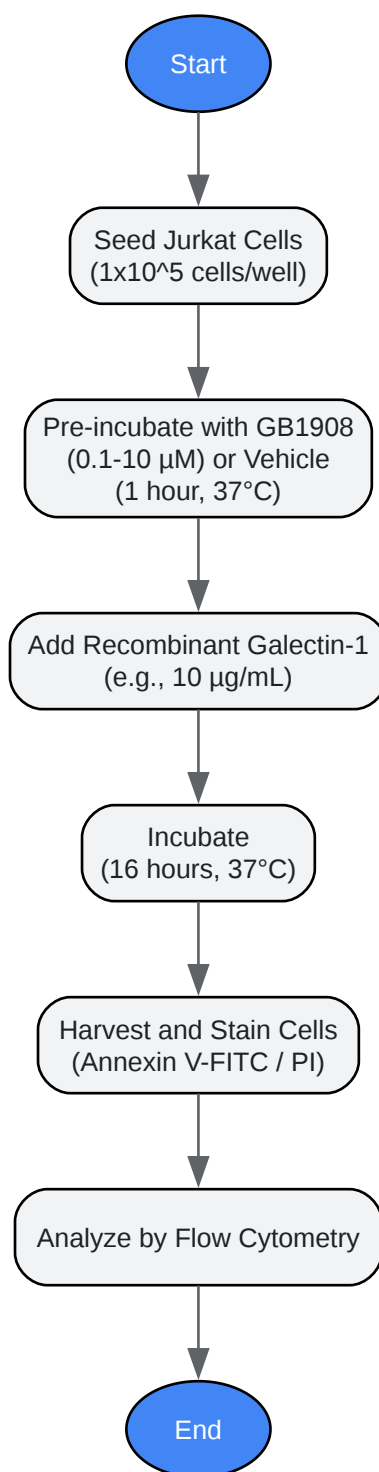 Start
Seed Jurkat Cells
(1x10^5 cells/well)
Pre-incubate with GB1908
(0.1-10 µM) or Vehicle
(1 hour, 37°C)
Add Recombinant Galectin-1
(e.g., 10 µg/mL)
Incubate
(16 hours, 37°C)
Harvest and Stain Cells
(Annexin V-FITC / PI)
Analyze by Flow Cytometry
End